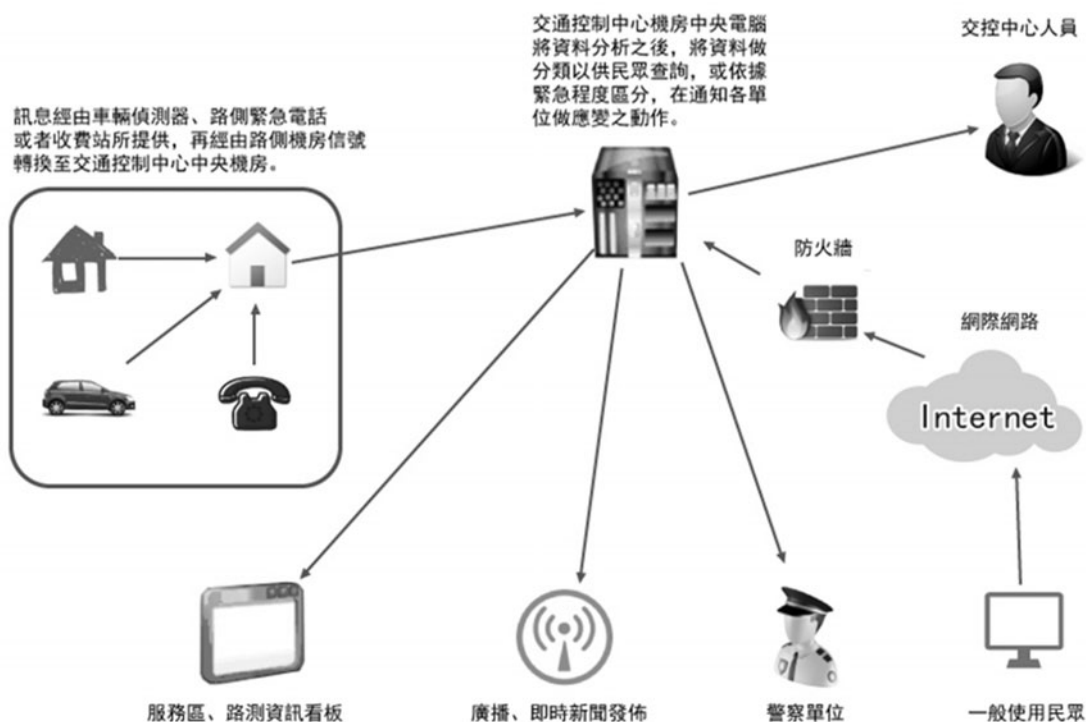 訊息經由車輛偵測器、路側緊急電話
或者收費站所提供，再經由路側機房信號
轉換至交通控制中心中央機房。
交通控制中心機房中央電腦
將資料分析之後，將資料做
分類以供民眾查詢，或依據
緊急程度區分，在通知各單
位做應變之動作。
交控中心人員
防火牆
網際網路
Internet
服務區、路測資訊看板
廣播、即時新聞發佈
警察單位
一般使用民眾